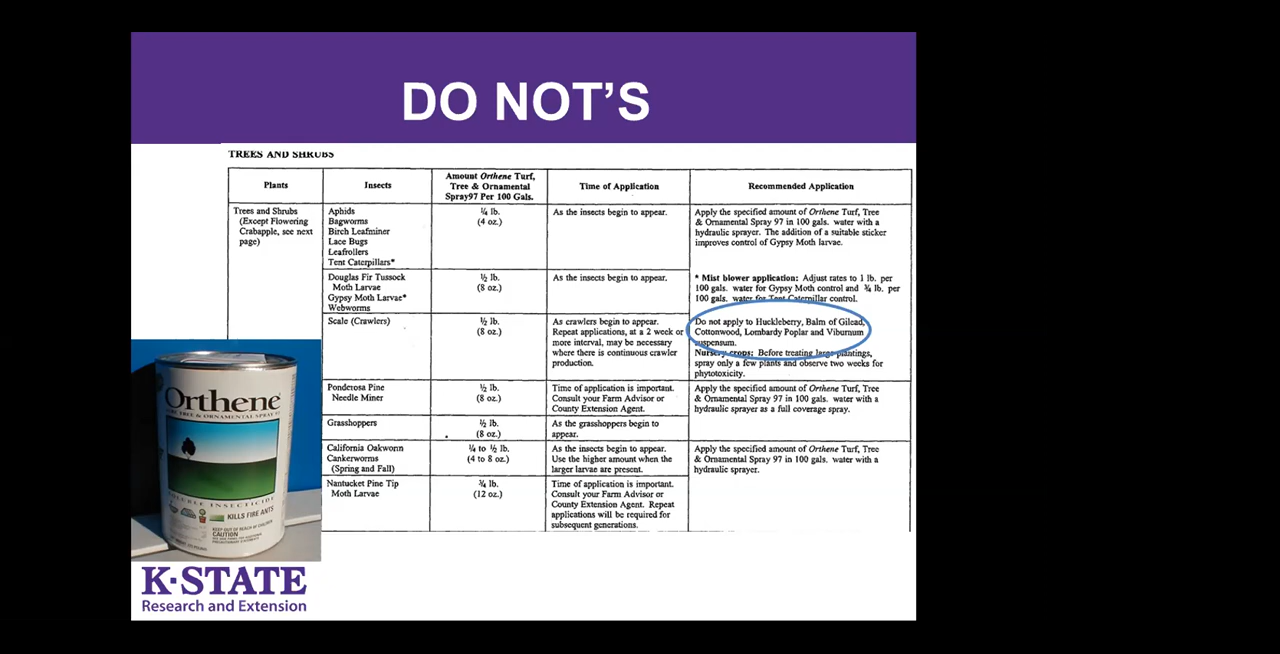 DO NOT'S
TREES AND SHRUBS
Plants
Insects
Amount Orthene Turf,
Tree & Ornamental
Spray97 Per 100 Gals.
Time of Application
Recommended Application
Trees and Shrubs
(Except Flowering
Crabapple, see next
page)
Aphids
Bagworms
Birch Leafminer
Lace Bugs
Leafrollers
Tent Caterpillars*
¼ lb.
(4 oz.)
As the insects begin to appear.
Apply the specified amount of Orthene Turf, Tree
& Ornamental Spray 97 in 100 gals. water with a
hydraulic sprayer. The addition of a suitable sticker
improves control of Gypsy Moth larvae.
Douglas Fir Tussock
Moth Larvae
Gypsy Moth Larvae*
Webworms
½ lb.
(8 oz.)
As the insects begin to appear.
* Mist blower application: Adjust rates to 1 lb. per
100 gals. water for Gypsy Moth control and ¾ lb. per
100 gals. water for Tent Caterpillar control.
Scale (Crawlers)
½ lb.
(8 oz.)
As crawlers begin to appear.
Repeat applications, at a 2 week or
more interval, may be necessary
where there is continuous crawler
production.
Do not apply to Huckleberry, Balm of Gilead,
Cottonwood, Lombardy Poplar and Viburnum
suspensum.
Nursery crops: Before treating large plantings,
spray only a few plants and observe two weeks for
phytotoxicity.
Ponderosa Pine
Needle Miner
½ lb.
(8 oz.)
Time of application is important.
Consult your Farm Advisor or
County Extension Agent.
Apply the specified amount of Orthene Turf, Tree
& Ornamental Spray 97 in 100 gals. water with a
hydraulic sprayer as a full coverage spray.
Grasshoppers
½ lb.
(8 oz.)
As the grasshoppers begin to
appear.
California Oakworm
Cankerworms
(Spring and Fall)
¼ to ½ lb.
(4 to 8 oz.)
As the insects begin to appear.
Use the higher amount when the
larger larvae are present.
Apply the specified amount of Orthene Turf, Tree
& Ornamental Spray 97 in 100 gals. water with a
hydraulic sprayer.
Nantucket Pine Tip
Moth Larvae
¾ lb.
(12 oz.)
Time of application is important.
Consult your Farm Advisor or
County Extension Agent. Repeat
applications will be required for
subsequent generations.
Orthene
TREE & ORNAMENTAL SPRAY
SOLUBLE INSECTICIDE
KILLS FIRE ANTS
KEEP OUT OF REACH OF CHILDREN
CAUTION
K·STATE
Research and Extension